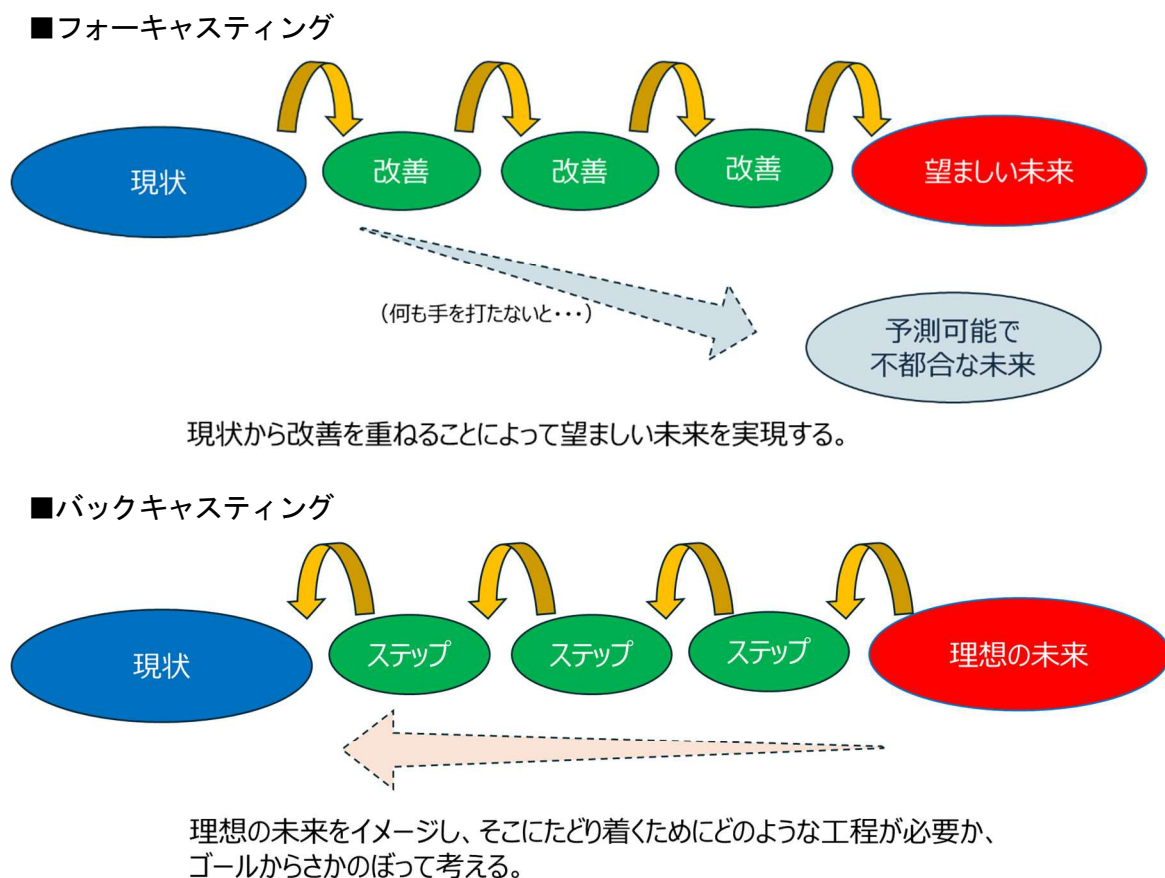 ■フォーキャスティング
現状
改善
改善
改善
望ましい未来
（何も手を打たないと・・・）
予測可能で
不都合な未来
現状から改善を重ねることによって望ましい未来を実現する。
■バックキャスティング
現状
ステップ
ステップ
ステップ
理想の未来
理想の未来をイメージし、そこにたどり着くためにどのような工程が必要か、
ゴールからさかのぼって考える。